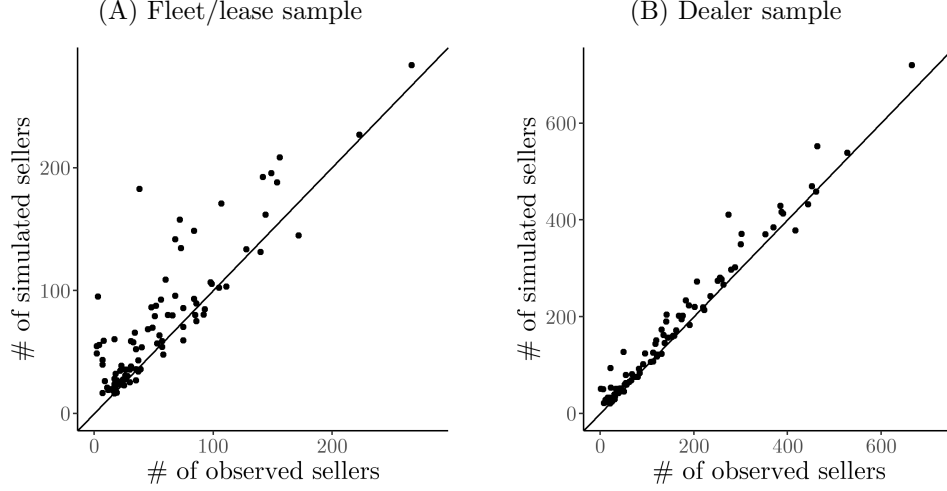 (A) Fleet/lease sample
# of simulated sellers
200
100
0
0 100 200
# of observed sellers
(B) Dealer sample
# of simulated sellers
600
400
200
0
0 200 400 600
# of observed sellers